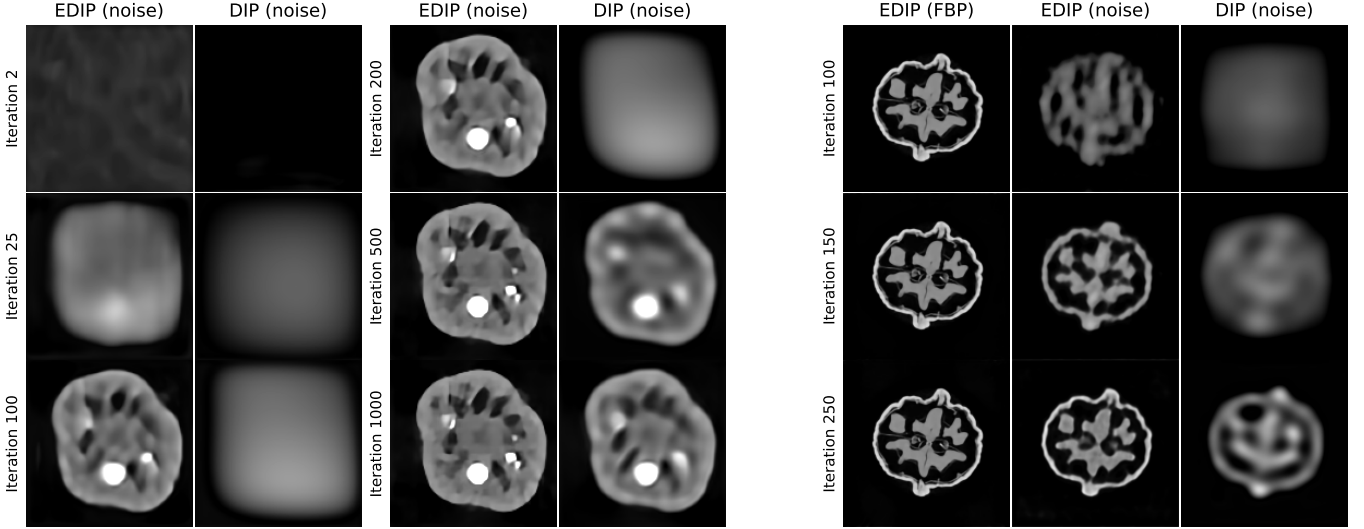 EDIP (noise) DIP (noise) EDIP (noise) DIP (noise) EDIP (FBP) EDIP (noise) DIP (noise)
Iteration 2
Iteration 200
Iteration 100
Iteration 25
Iteration 500
Iteration 150
Iteration 100
Iteration 1000
Iteration 250